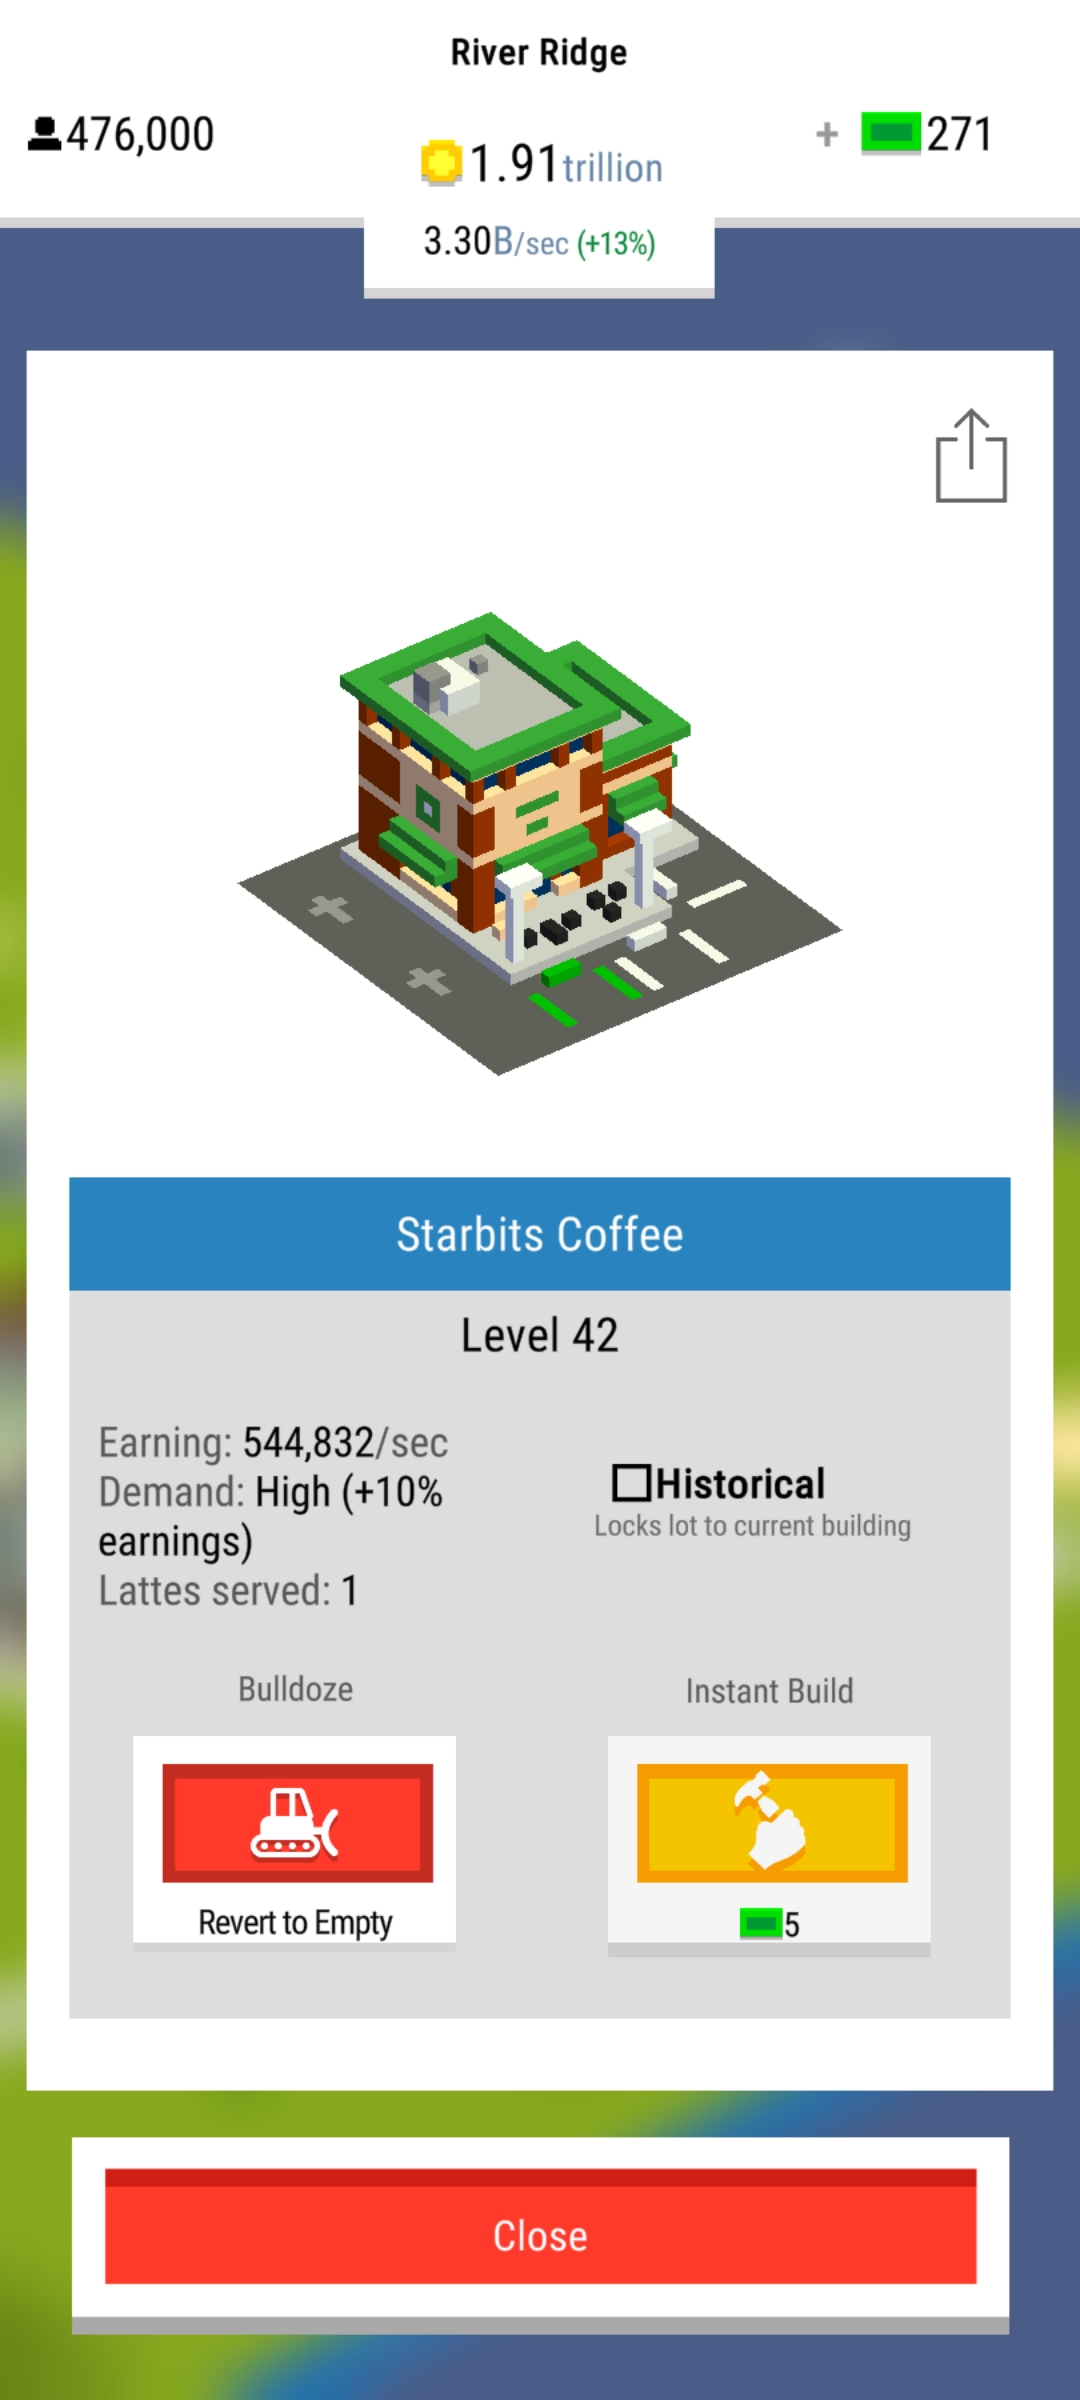 River Ridge
476,000
1.91trillion
+ 271
3.30B/sec (+13%)
Starbits Coffee
Level 42
Earning: 544,832/sec
Demand: High (+10%
earnings)
Lattes served: 1
Historical
Locks lot to current building
Bulldoze
Instant Build
Revert to Empty
5
Close